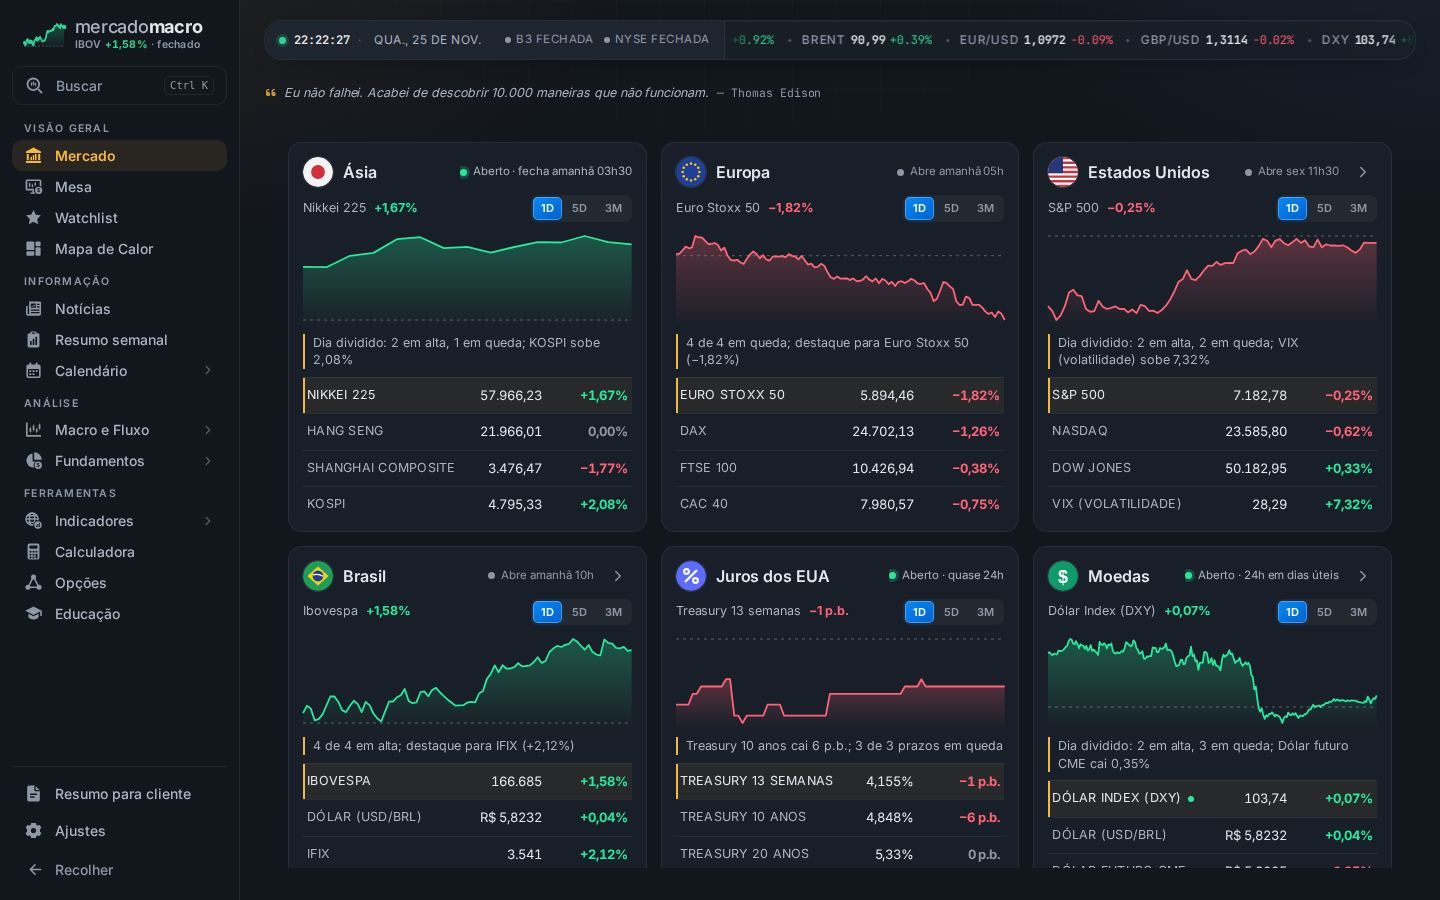 mercadomacro
IBOV +1,58% · fechado
Buscar Ctrl K
VISÃO GERAL
Mercado
Mesa
Watchlist
Mapa de Calor
INFORMAÇÃO
Notícias
Resumo semanal
Calendário
ANÁLISE
Macro e Fluxo
Fundamentos
FERRAMENTAS
Indicadores
Calculadora
Opções
Educação
Resumo para cliente
Ajustes
Recolher
22:22:27 · QUA., 25 DE NOV. B3 FECHADA NYSE FECHADA +0.92% • BRENT 90,99 +0.39% • EUR/USD 1,0972 -0.09% • GBP/USD 1,3114 -0.02% • DXY 103,74
❝ Eu não falhei. Acabei de descobrir 10.000 maneiras que não funcionam. — Thomas Edison
Ásia Aberto · fecha amanhã 03h30
Nikkei 225 +1,67% 1D 5D 3M
Dia dividido: 2 em alta, 1 em queda; KOSPI sobe
2,08%
NIKKEI 225 57.966,23 +1,67%
HANG SENG 21.966,01 0,00%
SHANGHAI COMPOSITE 3.476,47 −1,77%
KOSPI 4.795,33 +2,08%
Europa Abre amanhã 05h
Euro Stoxx 50 −1,82% 1D 5D 3M
4 de 4 em queda; destaque para Euro Stoxx 50
(−1,82%)
EURO STOXX 50 5.894,46 −1,82%
DAX 24.702,13 −1,26%
FTSE 100 10.426,94 −0,38%
CAC 40 7.980,57 −0,75%
Estados Unidos Abre sex 11h30
S&P 500 −0,25% 1D 5D 3M
Dia dividido: 2 em alta, 2 em queda; VIX
(volatilidade) sobe 7,32%
S&P 500 7.182,78 −0,25%
NASDAQ 23.585,80 −0,62%
DOW JONES 50.182,95 +0,33%
VIX (VOLATILIDADE) 28,29 +7,32%
Brasil Abre amanhã 10h
Ibovespa +1,58% 1D 5D 3M
4 de 4 em alta; destaque para IFIX (+2,12%)
IBOVESPA 166.685 +1,58%
DÓLAR (USD/BRL) R$ 5,8232 +0,04%
IFIX 3.541 +2,12%
% Juros dos EUA Aberto · quase 24h
Treasury 13 semanas −1 p.b. 1D 5D 3M
Treasury 10 anos cai 6 p.b.; 3 de 3 prazos em queda
TREASURY 13 SEMANAS 4,155% −1 p.b.
TREASURY 10 ANOS 4,848% −6 p.b.
TREASURY 20 ANOS 5,33% 0 p.b.
$ Moedas Aberto · 24h em dias úteis
Dólar Index (DXY) +0,07% 1D 5D 3M
Dia dividido: 2 em alta, 3 em queda; Dólar futuro
CME cai 0,35%
DÓLAR INDEX (DXY) 103,74 +0,07%
DÓLAR (USD/BRL) R$ 5,8232 +0,04%